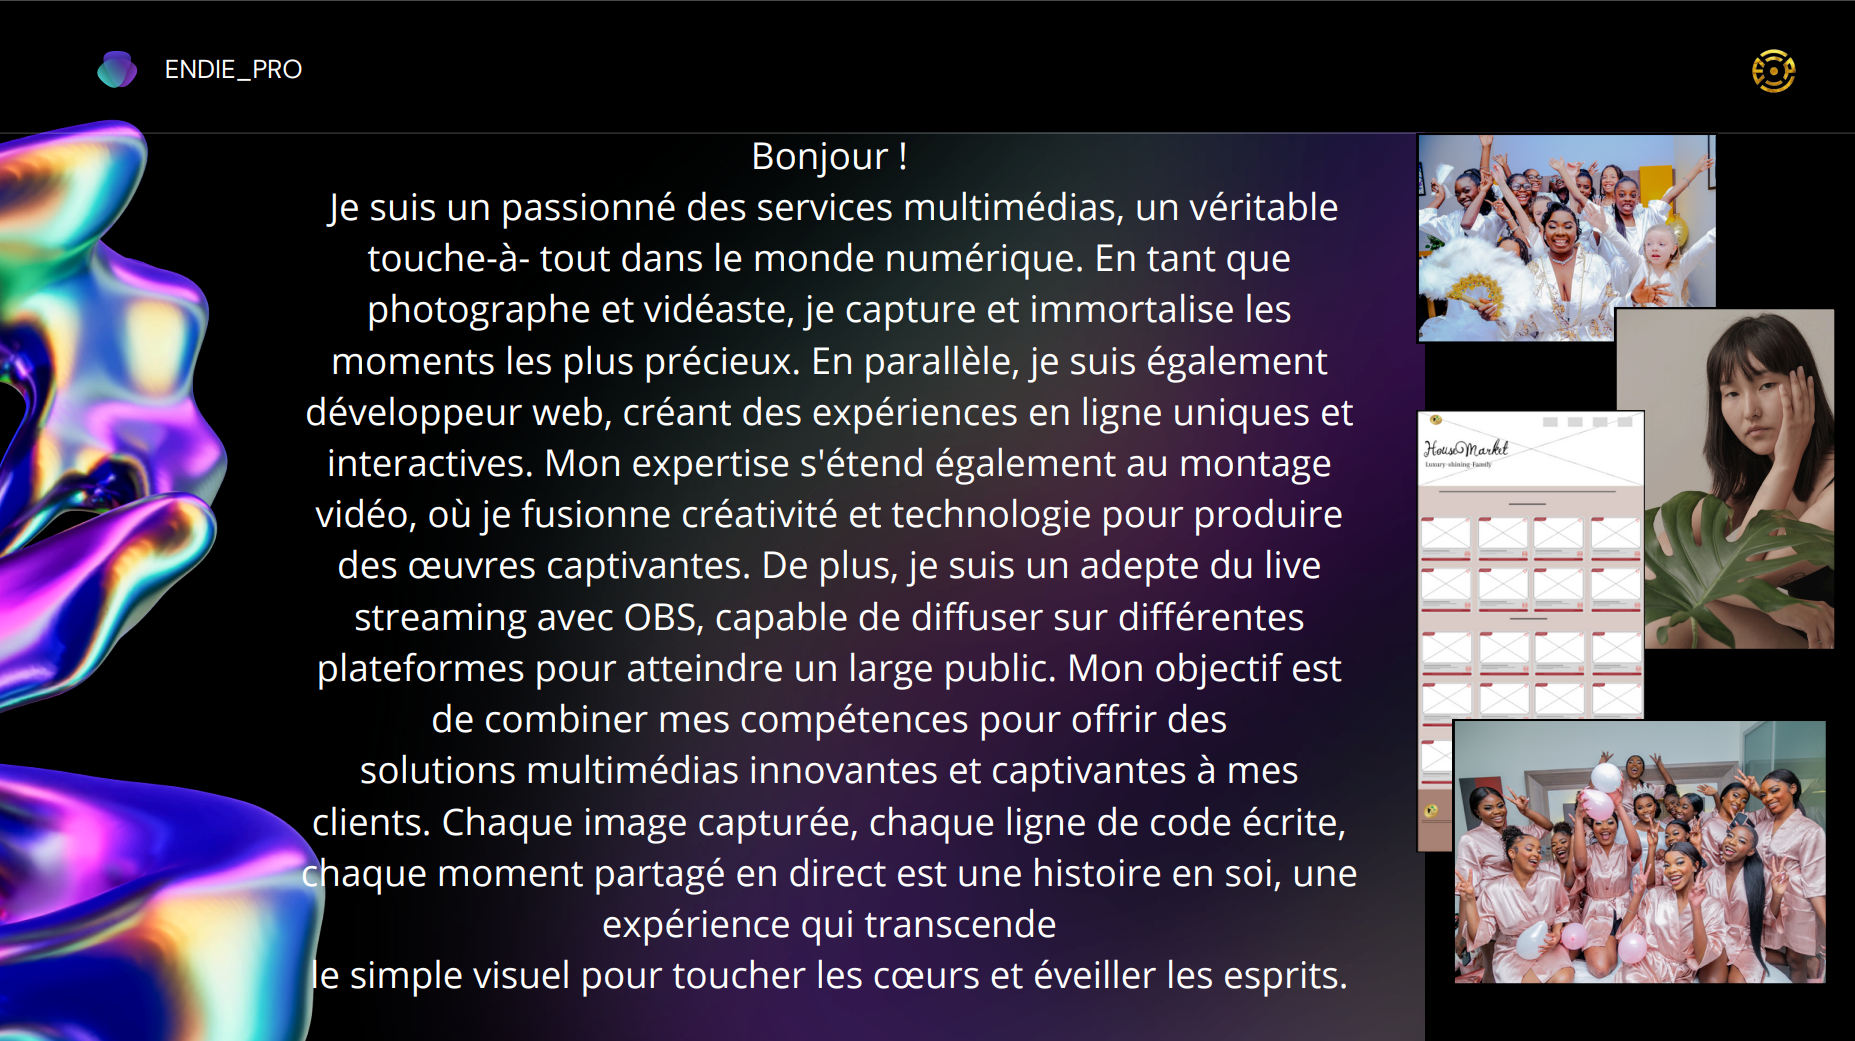 ENDIE_PRO
Bonjour !
Je suis un passionné des services multimédias, un véritable
touche-à- tout dans le monde numérique. En tant que
photographe et vidéaste, je capture et immortalise les
moments les plus précieux. En parallèle, je suis également
développeur web, créant des expériences en ligne uniques et
interactives. Mon expertise s'étend également au montage
vidéo, où je fusionne créativité et technologie pour produire
des œuvres captivantes. De plus, je suis un adepte du live
streaming avec OBS, capable de diffuser sur différentes
plateformes pour atteindre un large public. Mon objectif est
de combiner mes compétences pour offrir des
solutions multimédias innovantes et captivantes à mes
clients. Chaque image capturée, chaque ligne de code écrite,
chaque moment partagé en direct est une histoire en soi, une
expérience qui transcende
le simple visuel pour toucher les cœurs et éveiller les esprits.
House Market
Luxury-shining-Family